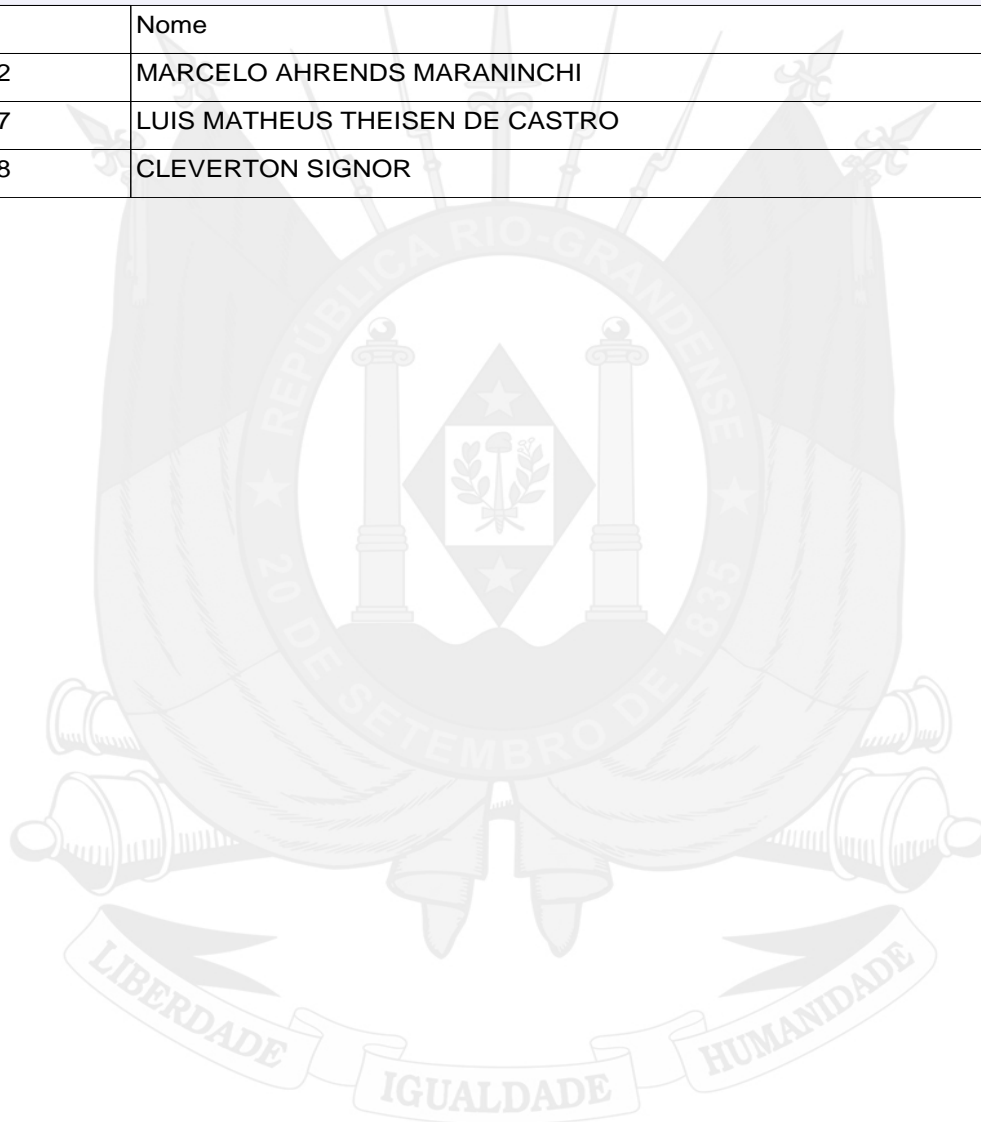 Nome
2 MARCELO AHRENDS MARANINCHI
7 LUIS MATHEUS THEISEN DE CASTRO
8 CLEVERTON SIGNOR
REPÚBLICA RIO-GRANDENSE
20 DE SETEMBRO DE 1835
LIBERDADE
IGUALDADE
HUMANIDADE